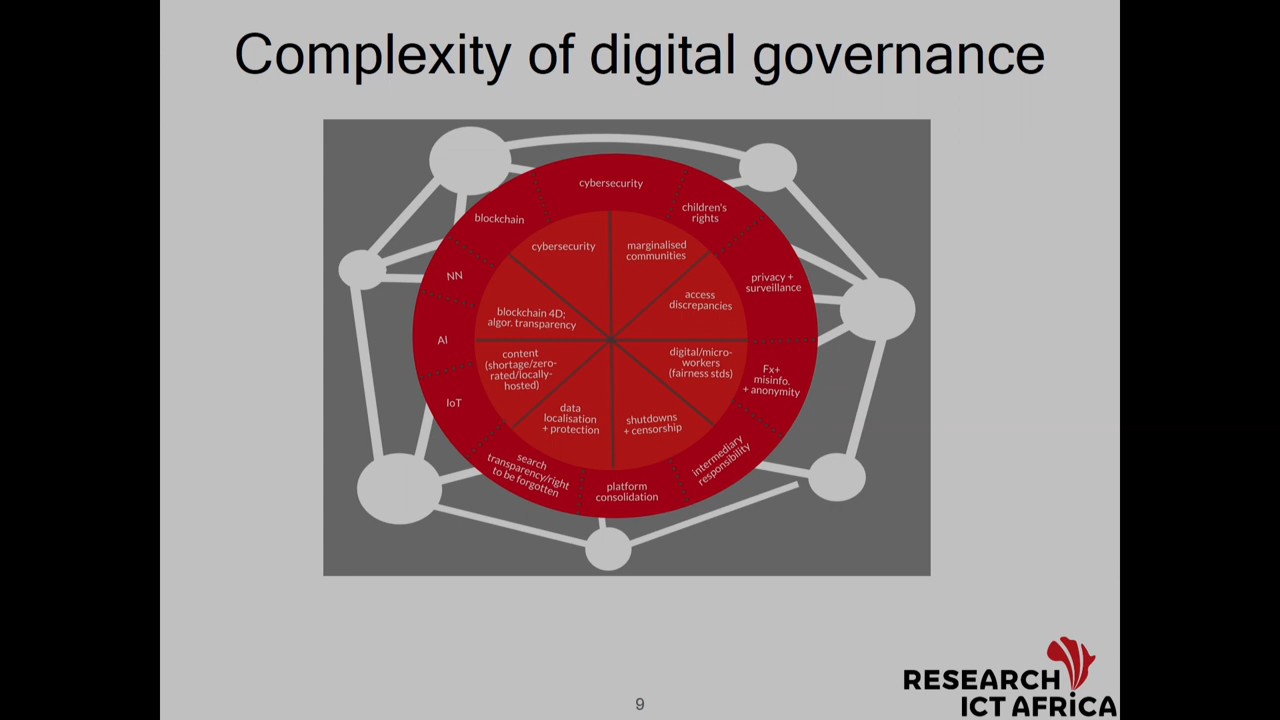 Complexity of digital governance
cybersecurity
children's
rights
privacy +
surveillance
Fx+
misinfo.
+ anonymity
intermediary
responsibility
platform
consolidation
search
transparency/right
to be forgotten
IoT
AI
NN
blockchain
cybersecurity
marginalised
communities
access
discrepancies
digital/micro-
workers
(fairness stds)
shutdowns
+ censorship
data
localisation
+ protection
content
(shortage/zero-
rated/locally-
hosted)
blockchain 4D;
algor. transparency
9
RESEARCH
ICT AFRICA